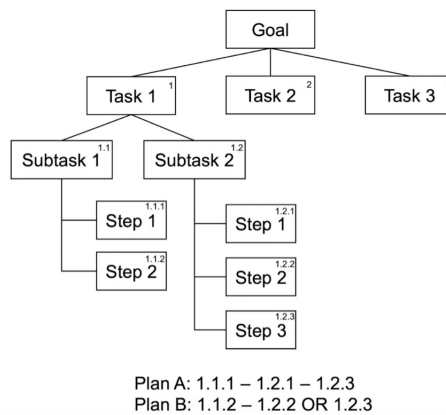 Goal
Task 1 1
Task 2 2
Task 3
Subtask 1 1.1
Subtask 2 1.2
Step 1 1.1.1
Step 2 1.1.2
Step 1 1.2.1
Step 2 1.2.2
Step 3 1.2.3
Plan A: 1.1.1 – 1.2.1 – 1.2.3
Plan B: 1.1.2 – 1.2.2 OR 1.2.3